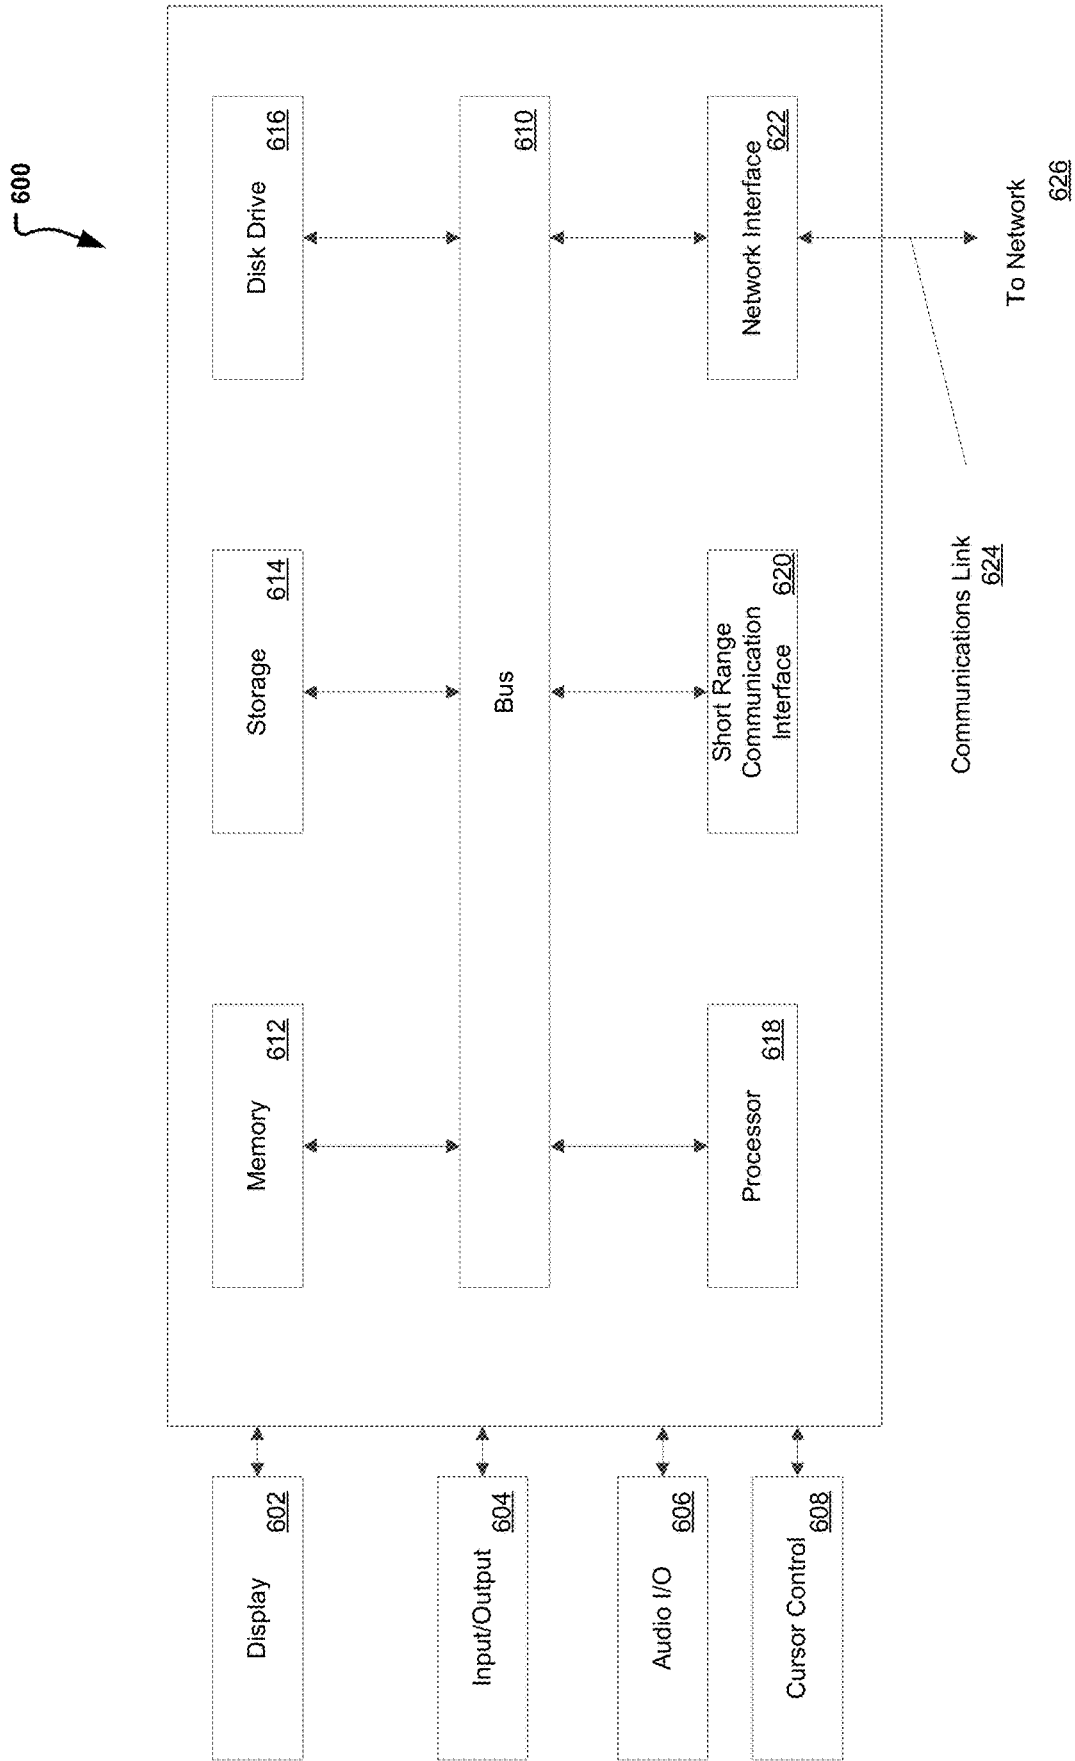 600
Display
602
Input/Output
604
Audio I/O
606
Cursor Control
608
Memory
612
Storage
614
Disk Drive
616
Bus
610
Processor
618
Short Range
Communication
Interface
620
Network Interface
622
Communications Link
624
To Network
626